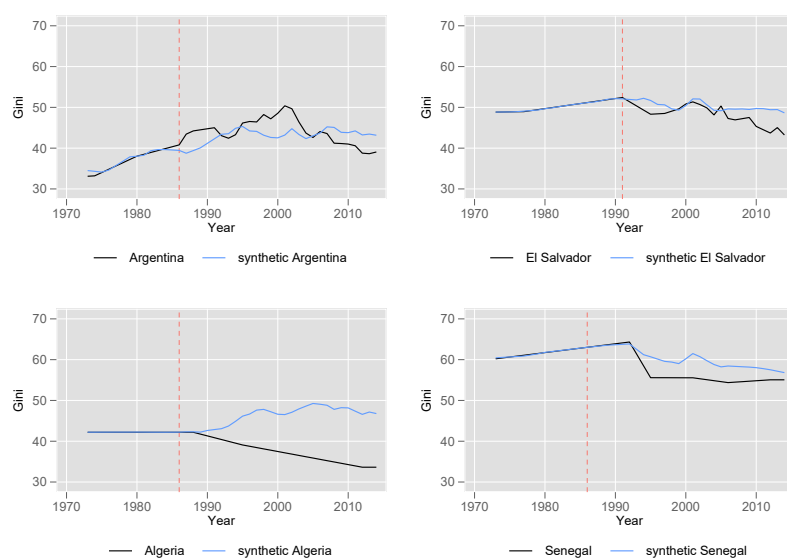 70
60
50
40
30
Gini
1970 1980 1990 2000 2010
Year
Argentina synthetic Argentina
70
60
50
40
30
Gini
1970 1980 1990 2000 2010
Year
El Salvador synthetic El Salvador
70
60
50
40
30
Gini
1970 1980 1990 2000 2010
Year
Algeria synthetic Algeria
70
60
50
40
30
Gini
1970 1980 1990 2000 2010
Year
Senegal synthetic Senegal